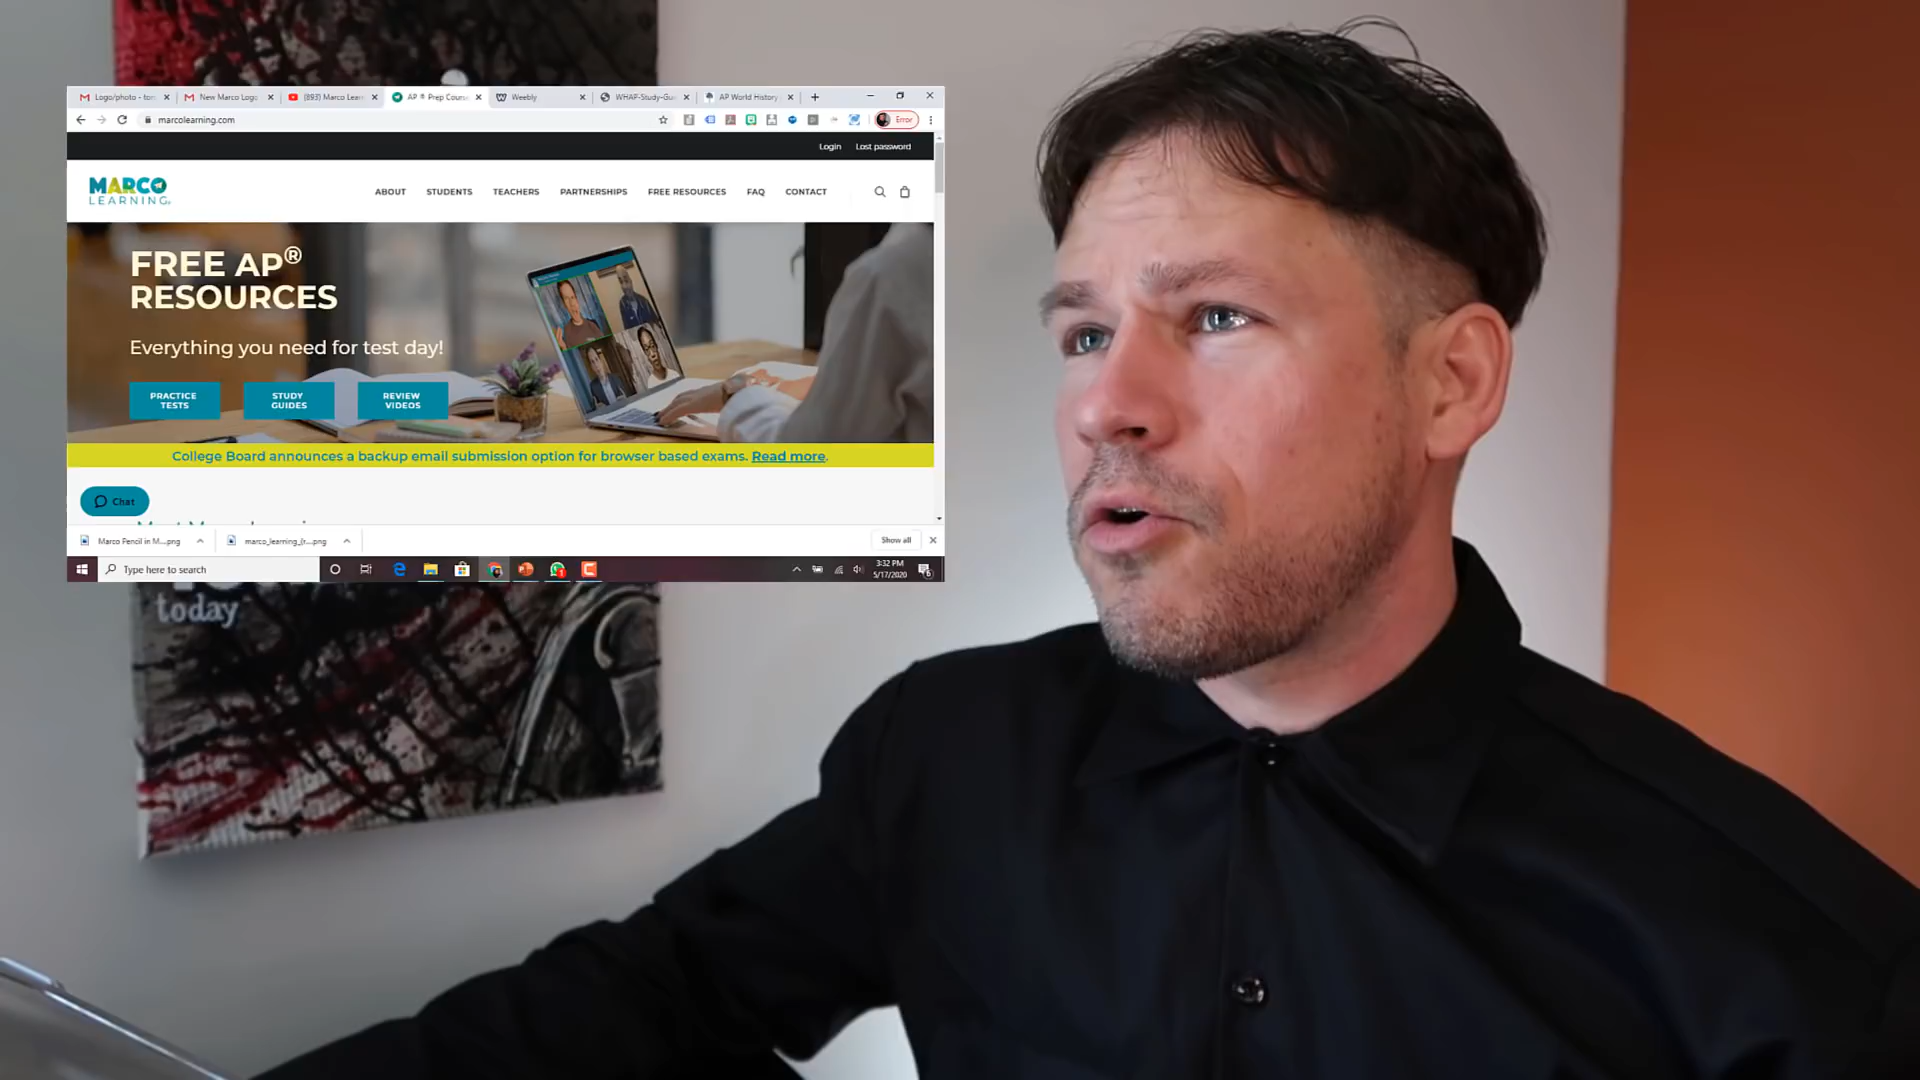 Logo/photo - ton
New Marco Logo
(893) Marco Lear
AP ® Prep Cours
Weebly
WHAP-Study-Gu
AP World History
marcolearning.com
Error
Login
Lost password
MARCO
LEARNING
ABOUT
STUDENTS
TEACHERS
PARTNERSHIPS
FREE RESOURCES
FAQ
CONTACT
FREE AP®
RESOURCES
Everything you need for test day!
PRACTICE
TESTS
STUDY
GUIDES
REVIEW
VIDEOS
College Board announces a backup email submission option for browser based exams. Read more.
Chat
Marco Pencil in M....png
marco_learning_(r....png
Show all
Type here to search
3:32 PM
5/17/2020
6
today